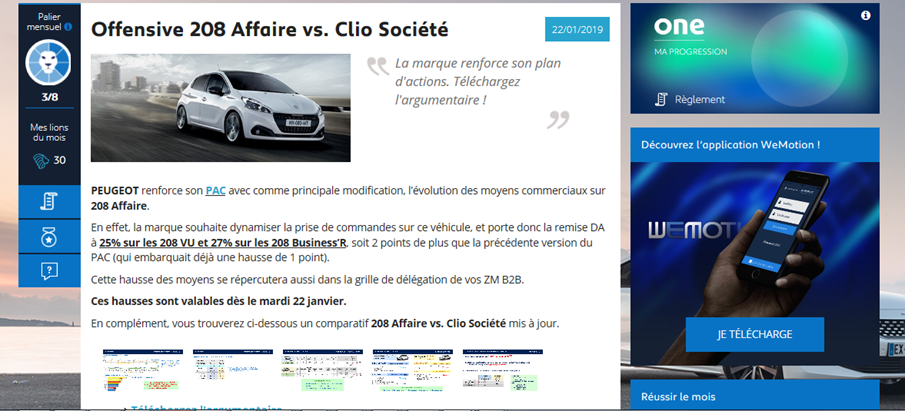 Palier
mensuel
3/8
Mes lions
du mois
30
Offensive 208 Affaire vs. Clio Société
22/01/2019
La marque renforce son plan
d'actions. Téléchargez
l'argumentaire !
PEUGEOT renforce son PAC avec comme principale modification, l'évolution des moyens commerciaux sur
208 Affaire.
En effet, la marque souhaite dynamiser la prise de commandes sur ce véhicule, et porte donc la remise DA
à 25% sur les 208 VU et 27% sur les 208 Business'R, soit 2 points de plus que la précédente version du
PAC (qui embarquait déjà une hausse de 1 point).
Cette hausse des moyens se répercutera aussi dans la grille de délégation de vos ZM B2B.
Ces hausses sont valables dès le mardi 22 janvier.
En complément, vous trouverez ci-dessous un comparatif 208 Affaire vs. Clio Société mis à jour.
Téléchargez l'argumentaire
one
MA PROGRESSION
Règlement
Découvrez l'application WeMotion !
WEMOTI
JE TÉLÉCHARGE
Réussir le mois